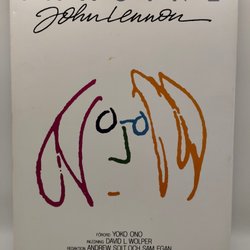 John Lennon
FÖRORD YOKO ONO
INLEDNING DAVID L. WOLPER
REDAKTION ANDREW SOLT OCH SAM EGAN